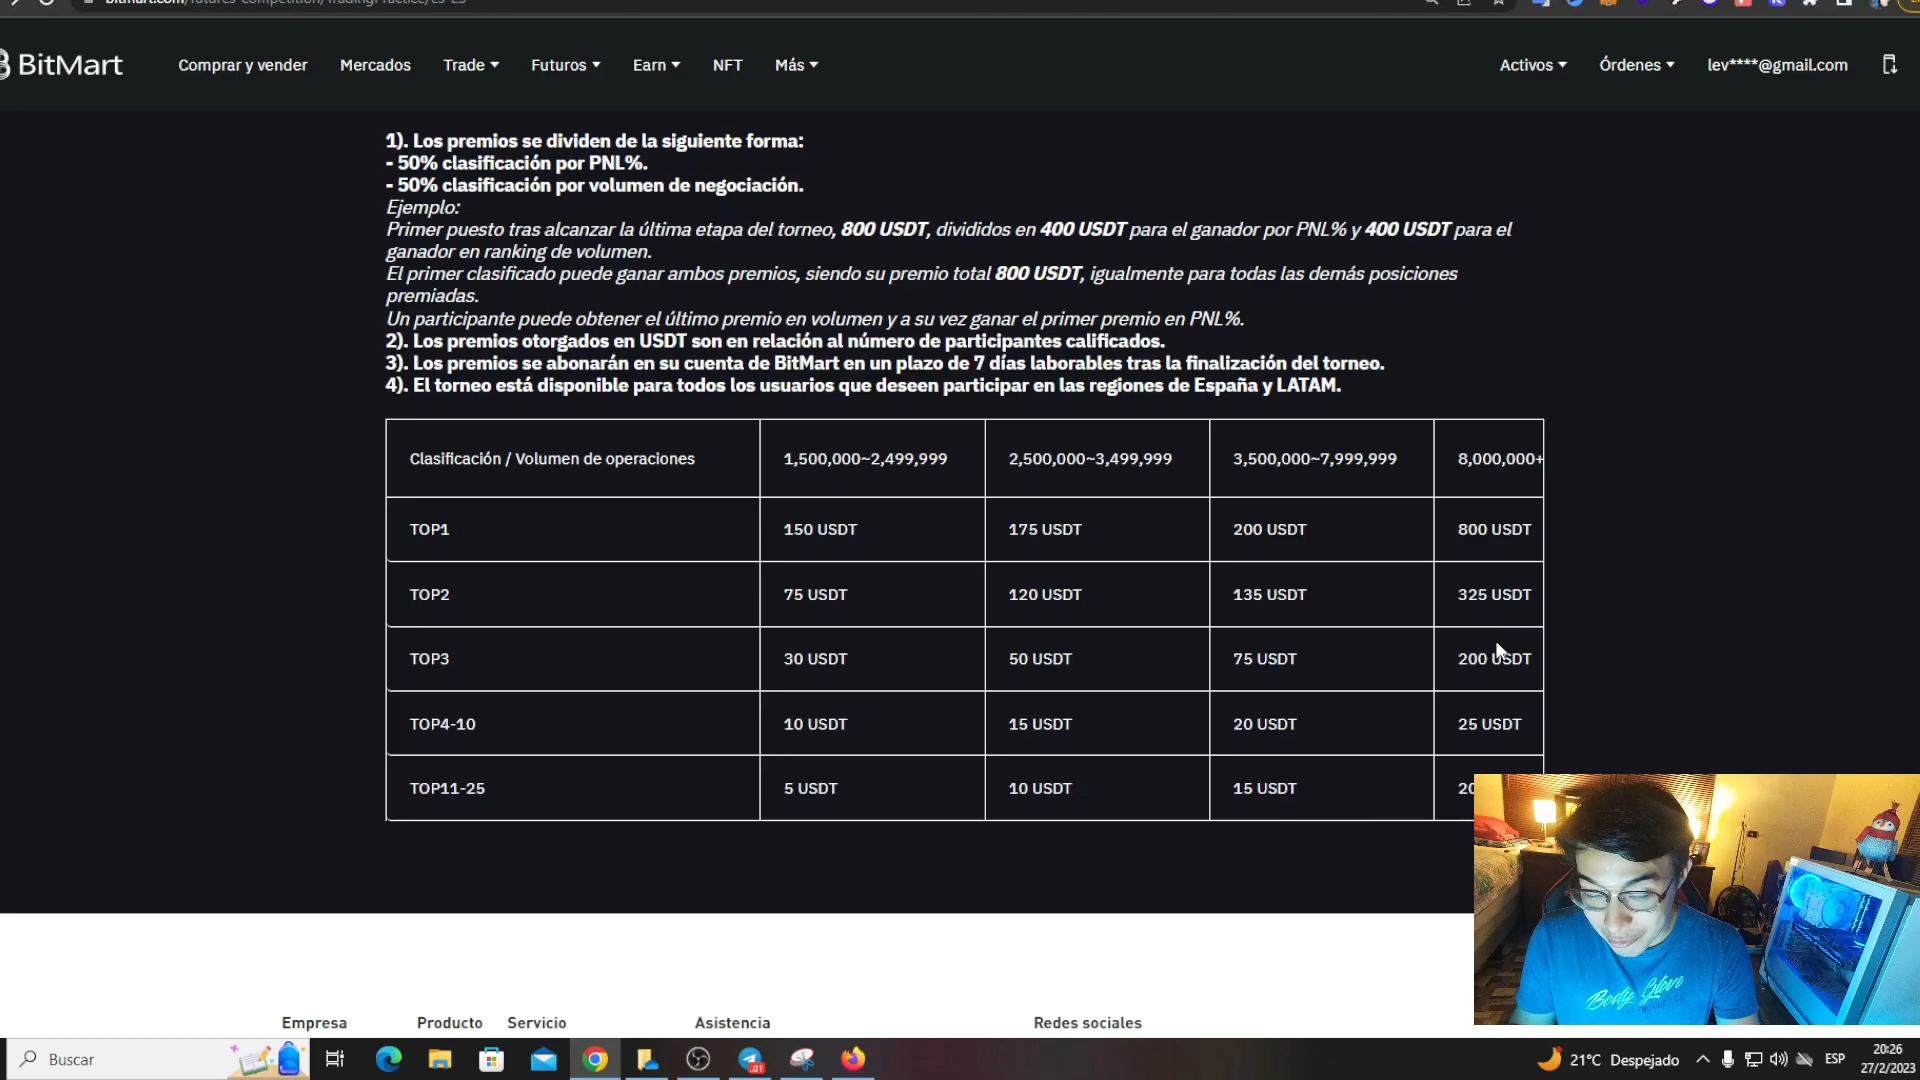 BitMart
Comprar y vender
Mercados
Trade
Futuros
Earn
NFT
Más
Activos
Órdenes
lev****@gmail.com
1). Los premios se dividen de la siguiente forma:
- 50% clasificación por PNL%.
- 50% clasificación por volumen de negociación.
Ejemplo:
Primer puesto tras alcanzar la última etapa del torneo, 800 USDT, divididos en 400 USDT para el ganador por PNL% y 400 USDT para el
ganador en ranking de volumen.
El primer clasificado puede ganar ambos premios, siendo su premio total 800 USDT, igualmente para todas las demás posiciones
premiadas.
Un participante puede obtener el último premio en volumen y a su vez ganar el primer premio en PNL%.
2). Los premios otorgados en USDT son en relación al número de participantes calificados.
3). Los premios se abonarán en su cuenta de BitMart en un plazo de 7 días laborables tras la finalización del torneo.
4). El torneo está disponible para todos los usuarios que deseen participar en las regiones de España y LATAM.
Clasificación / Volumen de operaciones 1,500,000~2,499,999 2,500,000~3,499,999 3,500,000~7,999,999 8,000,000+
TOP1 150 USDT 175 USDT 200 USDT 800 USDT
TOP2 75 USDT 120 USDT 135 USDT 325 USDT
TOP3 30 USDT 50 USDT 75 USDT 200 USDT
TOP4-10 10 USDT 15 USDT 20 USDT 25 USDT
TOP11-25 5 USDT 10 USDT 15 USDT 20
Body Glove
Empresa
Producto
Servicio
Asistencia
Redes sociales
Buscar
21°C Despejado
ESP
20:26
27/2/2023